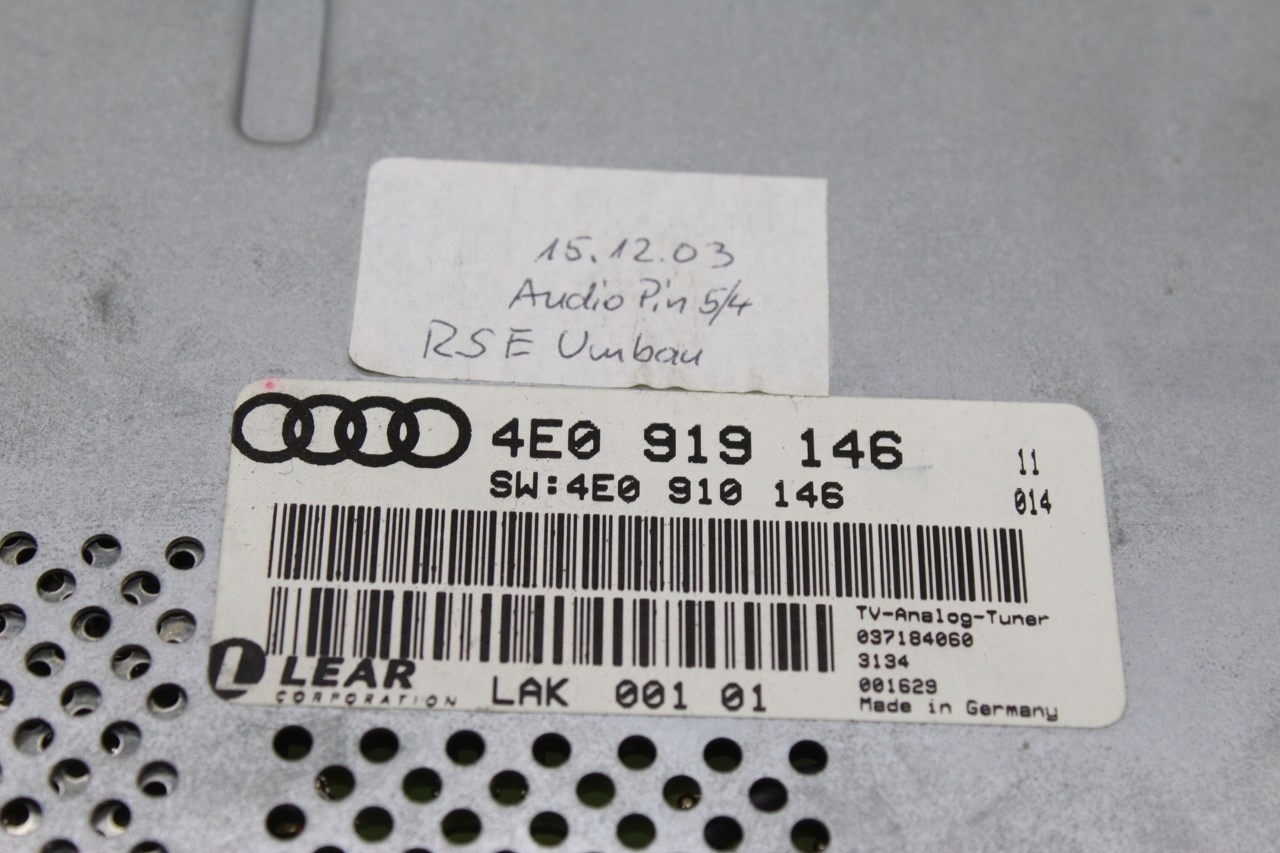 15.12.03
Audio Pin 5/4
RSE Umbau
4E0 919 146
11
SW:4E0 910 146
014
TV-Analog-Tuner
037184060
3134
001629
Made in Germany
L LEAR
CORPORATION
LAK 001 01